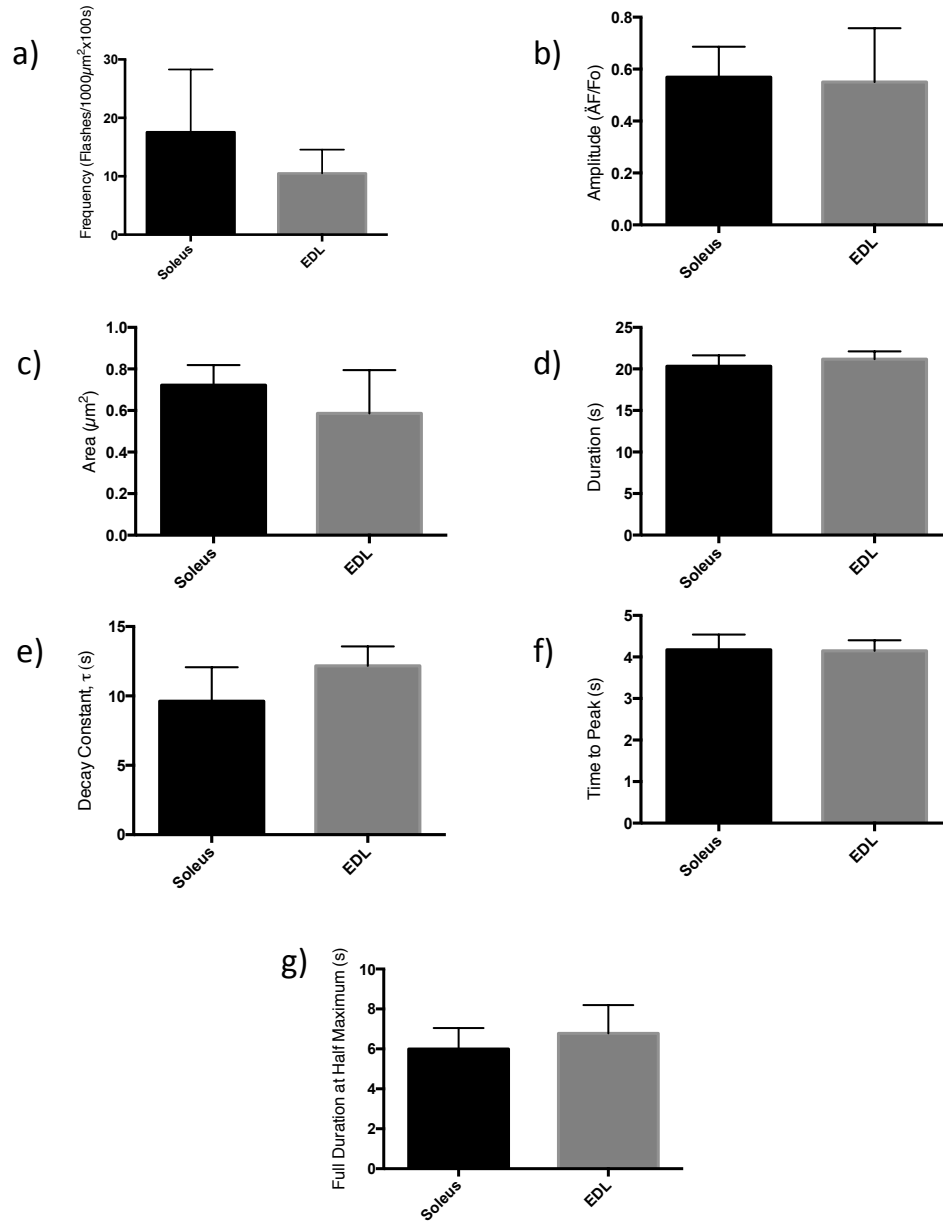 a)
Frequency (Flashes/1000µm²x100s)
30
20
10
0
Soleus
EDL
b)
Amplitude (ÄF/Fo)
0.8
0.6
0.4
0.2
0.0
Soleus
EDL
c)
Area (µm²)
1.0
0.8
0.6
0.4
0.2
0.0
Soleus
EDL
d)
Duration (s)
25
20
15
10
5
0
Soleus
EDL
e)
Decay Constant, τ (s)
15
10
5
0
Soleus
EDL
f)
Time to Peak (s)
5
4
3
2
1
0
Soleus
EDL
g)
Full Duration at Half Maximum (s)
10
8
6
4
2
0
Soleus
EDL